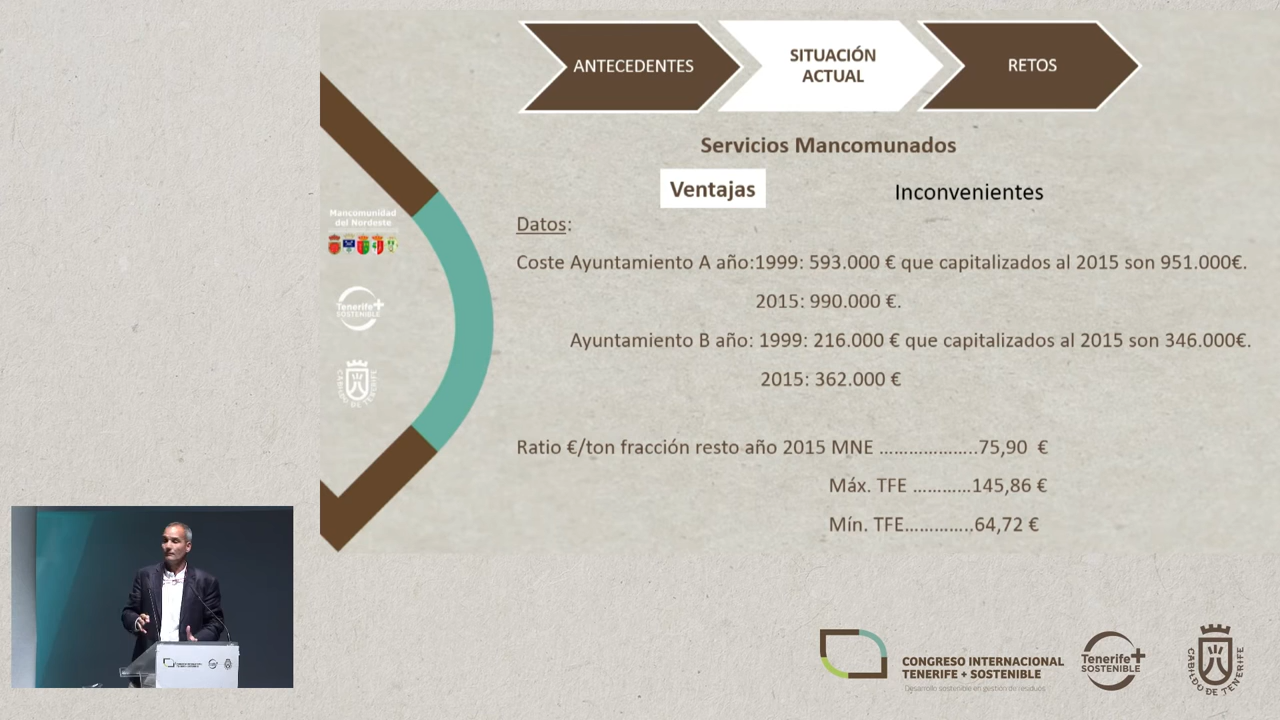 ANTECEDENTES
SITUACIÓN
ACTUAL
RETOS
Servicios Mancomunados
Ventajas
Inconvenientes
Datos:
Coste Ayuntamiento A año:1999: 593.000 € que capitalizados al 2015 son 951.000€.
2015: 990.000 €.
Ayuntamiento B año: 1999: 216.000 € que capitalizados al 2015 son 346.000€.
2015: 362.000 €
Ratio €/ton fracción resto año 2015 MNE ………………..75,90 €
Máx. TFE …………145,86 €
Mín. TFE…………..64,72 €
Mancomunidad
del Nordeste
Tenerife+
SOSTENIBLE
CABILDO DE TENERIFE
CONGRESO INTERNACIONAL
TENERIFE + SOSTENIBLE
Desarrollo sostenible en gestión de residuos
Tenerife+
SOSTENIBLE
CABILDO DE TENERIFE